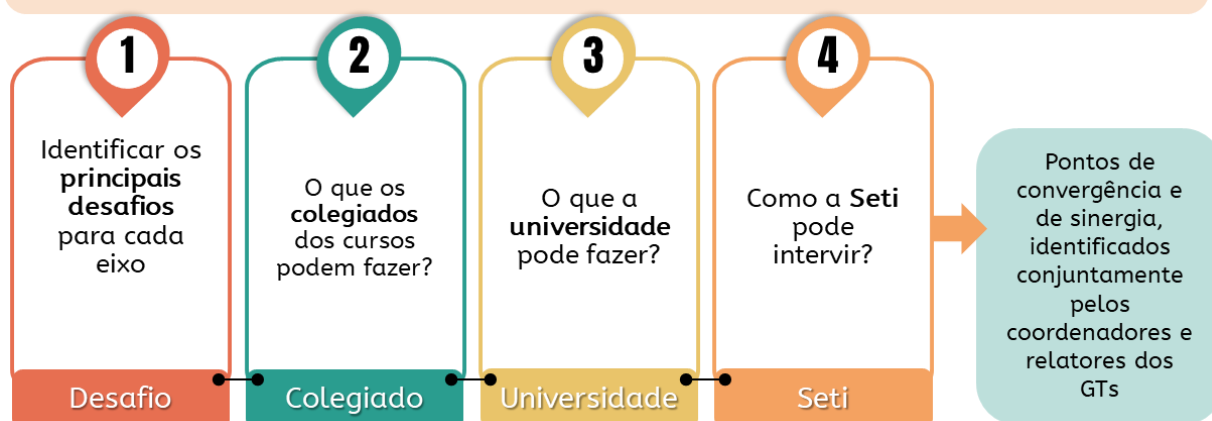 1
Identificar os
principais
desafios
para cada
eixo
Desafio
2
O que os
colegiados
dos cursos
podem fazer?
Colegiado
3
O que a
universidade
pode fazer?
Universidade
4
Como a Seti
pode
intervir?
Seti
Pontos de
convergência e
de sinergia,
identificados
conjuntamente
pelos
coordenadores e
relatores dos
GTs